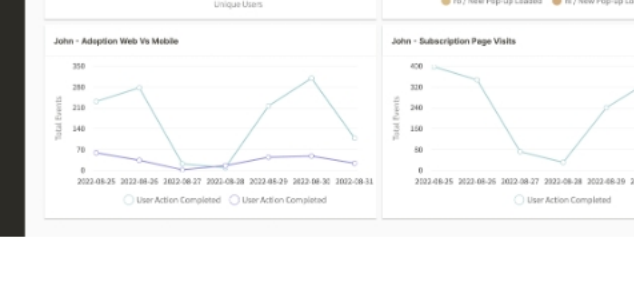 Unique Users
John - Adoption Web Vs Mobile
350
280
210
140
70
0
Total Events
2022-08-25 2022-08-26 2022-08-27 2022-08-28 2022-08-29 2022-08-30 2022-08-31
User Action Completed User Action Completed
John - Subscription Page Visits
400
320
240
160
80
0
Total Events
2022-08-25 2022-08-26 2022-08-27 2022-08-28 2022-08-29 2
User Action Completed